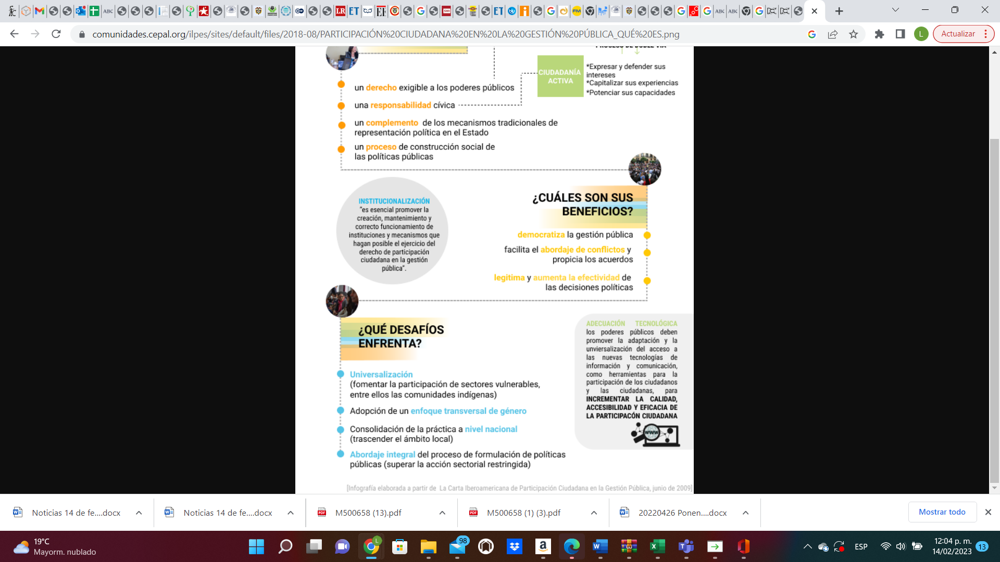 comunidades.cepal.org/ilpes/sites/default/files/2018-08/PARTICIPACIÓN%20CIUDADANA%20EN%20LA%20GESTIÓN%20PÚBLICA_QUÉ%20ES.png
L
Actualizar
CIUDADANÍA
ACTIVA
*Expresar y defender sus
intereses
*Capitalizar sus experiencias
*Potenciar sus capacidades
un derecho exigible a los poderes públicos
una responsabilidad cívica
un complemento de los mecanismos tradicionales de
representación política en el Estado
un proceso de construcción social de
las políticas públicas
INSTITUCIONALIZACIÓN
"es esencial promover la
creación, mantenimiento y
correcto funcionamiento de
instituciones y mecanismos que
hagan posible el ejercicio del
derecho de participación
ciudadana en la gestión
pública".
¿CUÁLES SON SUS
BENEFICIOS?
democratiza la gestión pública
facilita el abordaje de conflictos y
propicia los acuerdos
legitima y aumenta la efectividad de
las decisiones políticas
¿QUÉ DESAFÍOS
ENFRENTA?
Universalización
(fomentar la participación de sectores vulnerables,
entre ellos las comunidades indígenas)
Adopción de un enfoque transversal de género
Consolidación de la práctica a nivel nacional
(trascender el ámbito local)
Abordaje integral del proceso de formulación de políticas
públicas (superar la acción sectorial restringida)
ADECUACIÓN TECNOLÓGICA
los poderes públicos deben
promover la adaptación y la
unviersalización del acceso a
las nuevas tecnologías de
información y comunicación,
como herramientas para la
participación de los ciudadanos
y las ciudadanas, para
INCREMENTAR LA CALIDAD,
ACCESIBILIDAD Y EFICACIA DE
LA PARTICIPACÓN CIUDADANA
www
[Infografía elaborada a partir de La Carta Iberoamericana de Participación Ciudadana en la Gestión Pública, junio de 2009]
Noticias 14 de fe....docx
Noticias 14 de fe....docx
M500658 (13).pdf
M500658 (1) (3).pdf
20220426 Ponen....docx
Mostrar todo
19°C
Mayorm. nublado
98
ESP
12:04 p. m.
14/02/2023
13